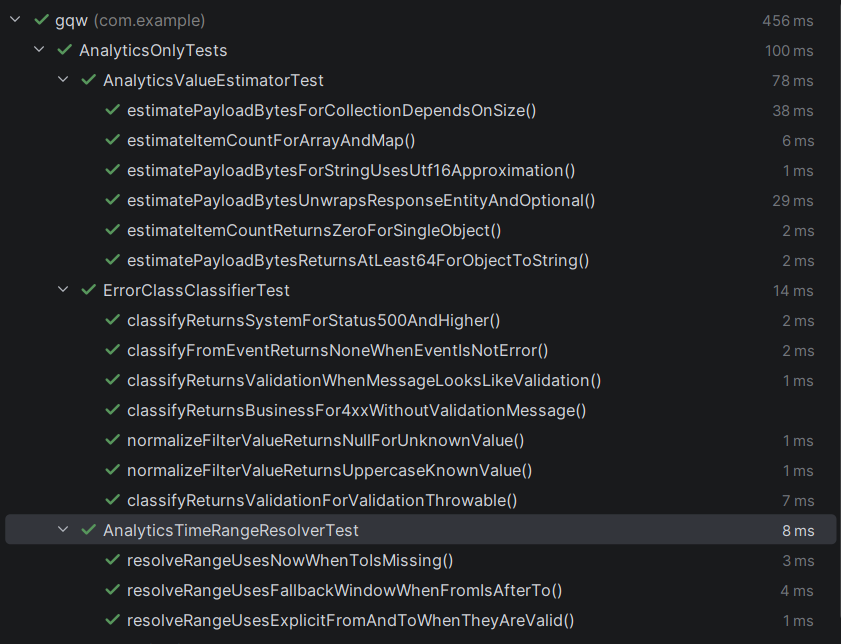 gqw (com.example) 456 ms
AnalyticsOnlyTests 100 ms
AnalyticsValueEstimatorTest 78 ms
estimatePayloadBytesForCollectionDependsOnSize() 38 ms
estimateItemCountForArrayAndMap() 6 ms
estimatePayloadBytesForStringUsesUtf16Approximation() 1 ms
estimatePayloadBytesUnwrapsResponseEntityAndOptional() 29 ms
estimateItemCountReturnsZeroForSingleObject() 2 ms
estimatePayloadBytesReturnsAtLeast64ForObjectToString() 2 ms
ErrorClassClassifierTest 14 ms
classifyReturnsSystemForStatus500AndHigher() 2 ms
classifyFromEventReturnsNoneWhenEventIsNotError() 2 ms
classifyReturnsValidationWhenMessageLooksLikeValidation() 1 ms
classifyReturnsBusinessFor4xxWithoutValidationMessage()
normalizeFilterValueReturnsNullForUnknownValue() 1 ms
normalizeFilterValueReturnsUppercaseKnownValue() 1 ms
classifyReturnsValidationForValidationThrowable() 7 ms
AnalyticsTimeRangeResolverTest 8 ms
resolveRangeUsesNowWhenToIsMissing() 3 ms
resolveRangeUsesFallbackWindowWhenFromIsAfterTo() 4 ms
resolveRangeUsesExplicitFromAndToWhenTheyAreValid() 1 ms